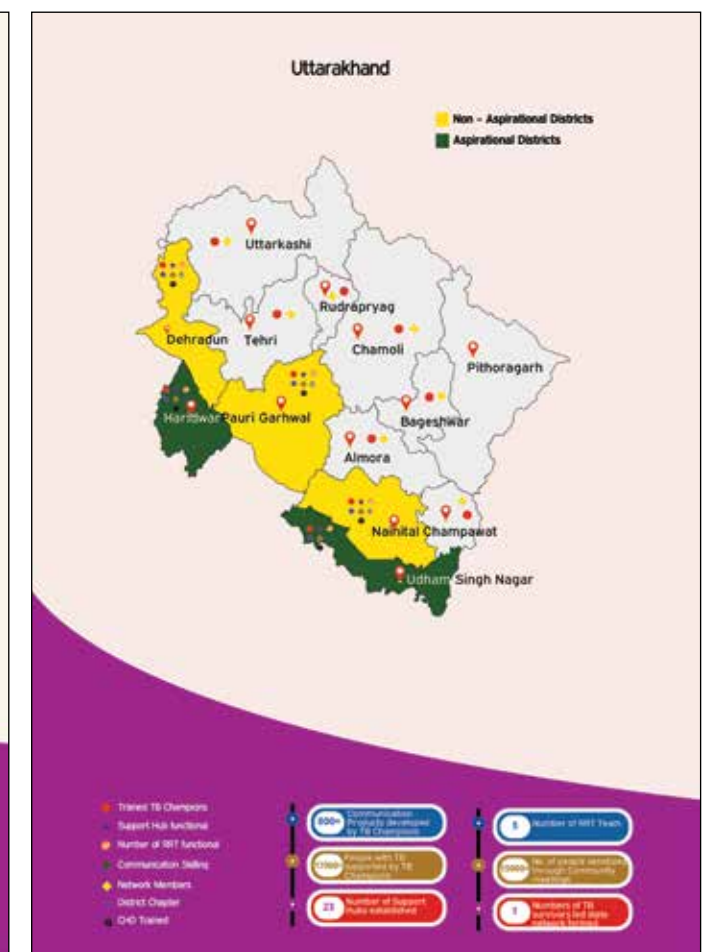 Uttarakhand
Non - Aspirational Districts
Aspirational Districts
Uttarkashi
Rudrapryag
Dehradun
Tehri
Chamoli
Pithoragarh
Haridwar
Pauri Garhwal
Bageshwar
Almora
Nainital
Champawat
Udham Singh Nagar
Trained TB Champions
Support Hub functional
Number of RRT functional
Communication Skilling
Network Members
District Chapter
CHO Trained
Communication
Products developed
by TB Champions
People with TB
supported by TB
Champions
23
Number of Support
Hubs established
5
Number of RRT Team
No. of people sensitized
through Community
meetings
1
Numbers of TB
survivors led state
network formed